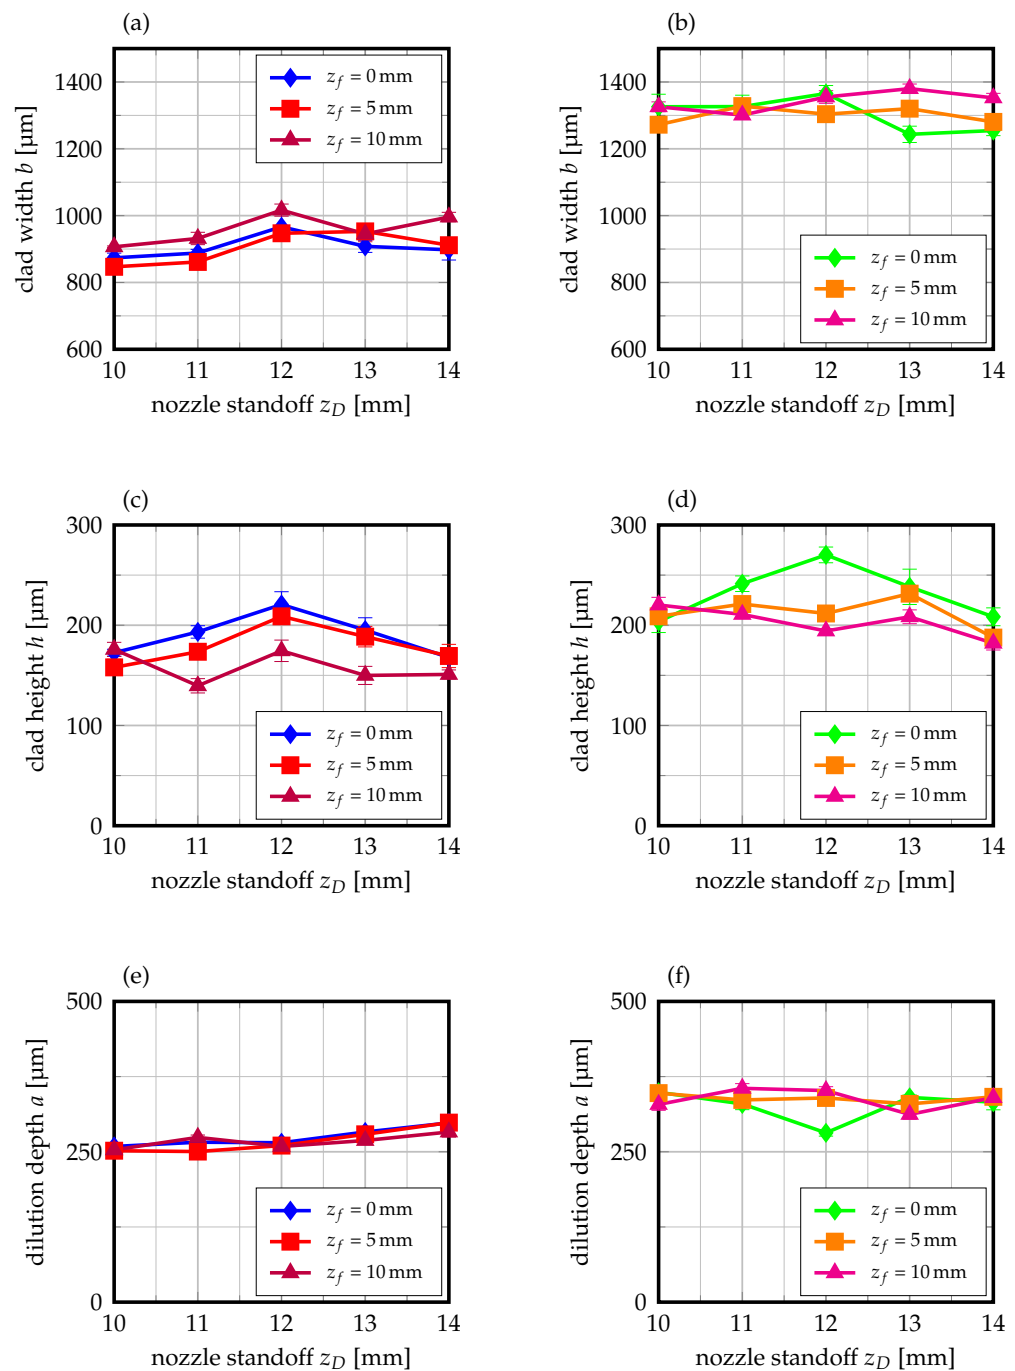 (a)
1400
1200
1000
800
600
clad width b [µm]
z_f = 0 mm
z_f = 5 mm
z_f = 10 mm
10 11 12 13 14
nozzle standoff z_D [mm]
(b)
1400
1200
1000
800
600
clad width b [µm]
z_f = 0 mm
z_f = 5 mm
z_f = 10 mm
10 11 12 13 14
nozzle standoff z_D [mm]
(c)
300
200
100
0
clad height h [µm]
z_f = 0 mm
z_f = 5 mm
z_f = 10 mm
10 11 12 13 14
nozzle standoff z_D [mm]
(d)
300
200
100
0
clad height h [µm]
z_f = 0 mm
z_f = 5 mm
z_f = 10 mm
10 11 12 13 14
nozzle standoff z_D [mm]
(e)
500
250
0
dilution depth a [µm]
z_f = 0 mm
z_f = 5 mm
z_f = 10 mm
10 11 12 13 14
nozzle standoff z_D [mm]
(f)
500
250
0
dilution depth a [µm]
z_f = 0 mm
z_f = 5 mm
z_f = 10 mm
10 11 12 13 14
nozzle standoff z_D [mm]